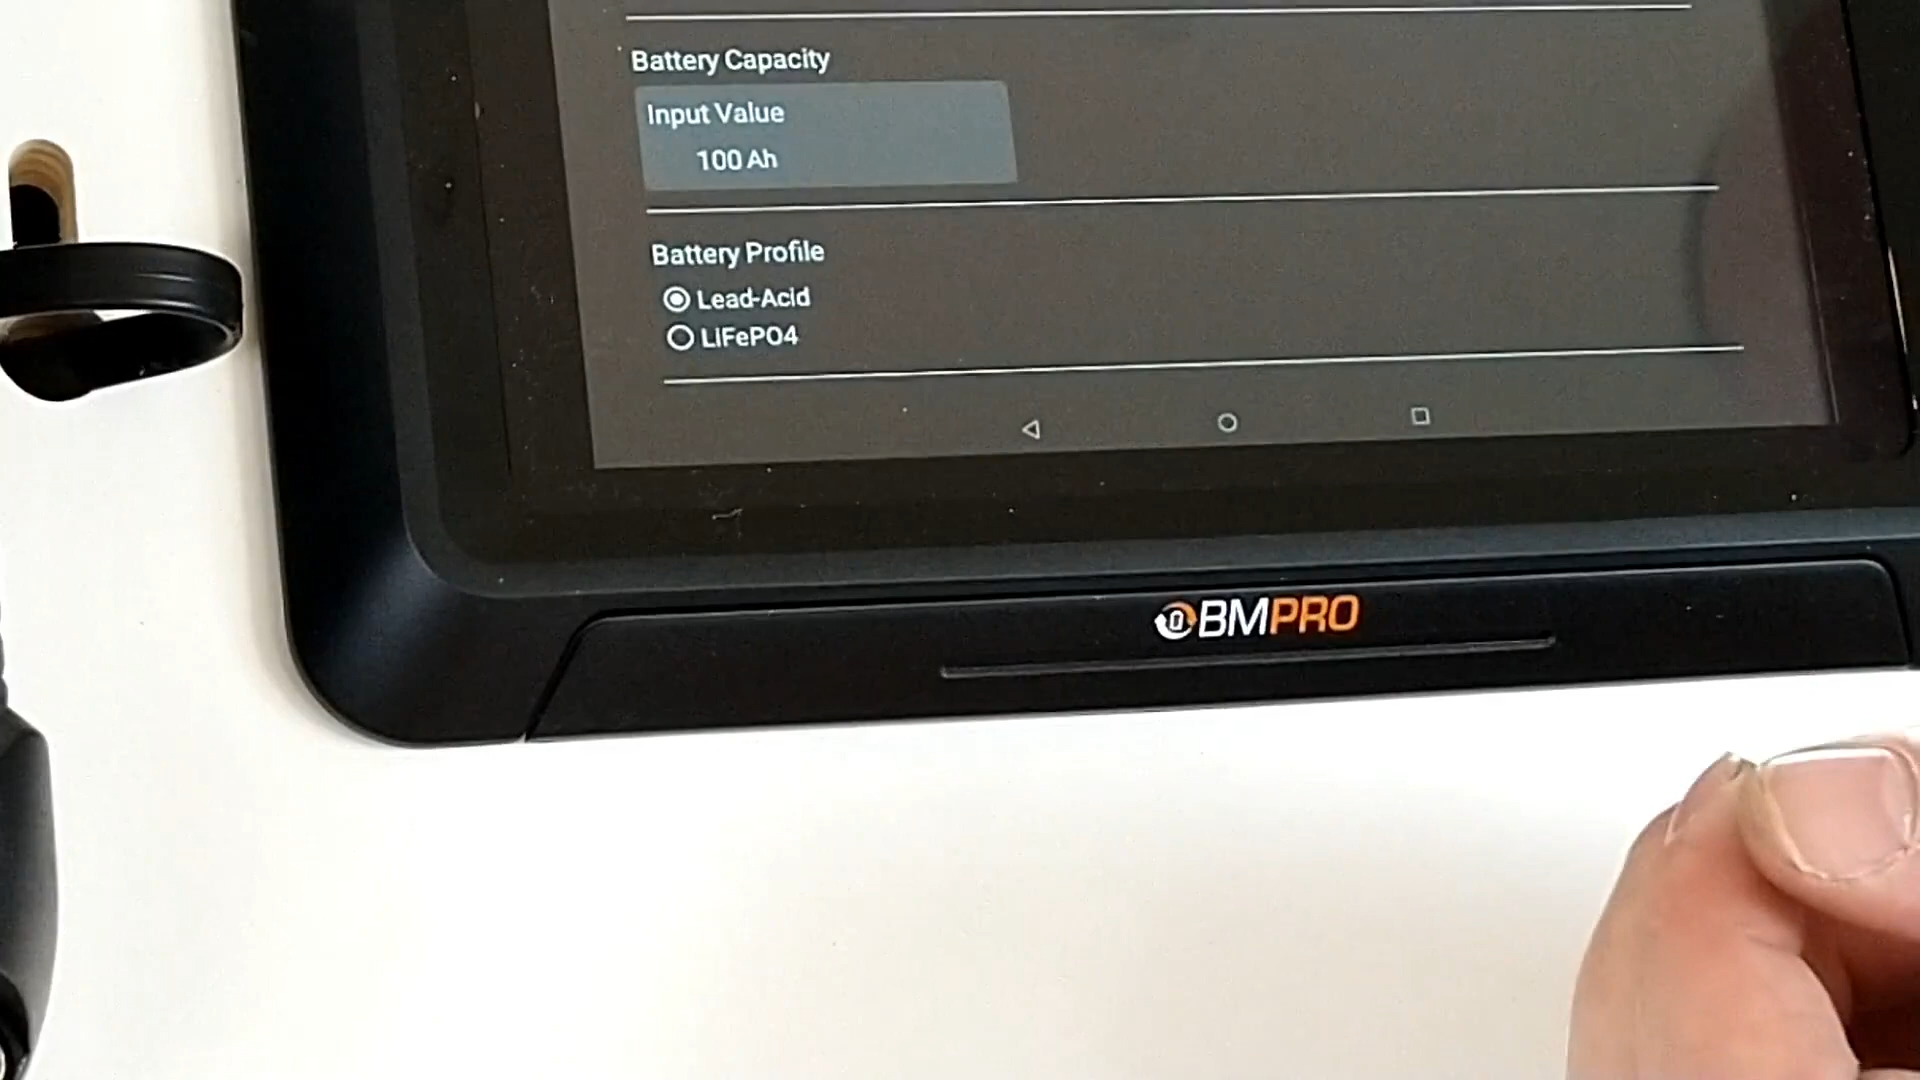 Battery Capacity
Input Value
100 Ah
Battery Profile
Lead-Acid
LiFePO4
BMPRO